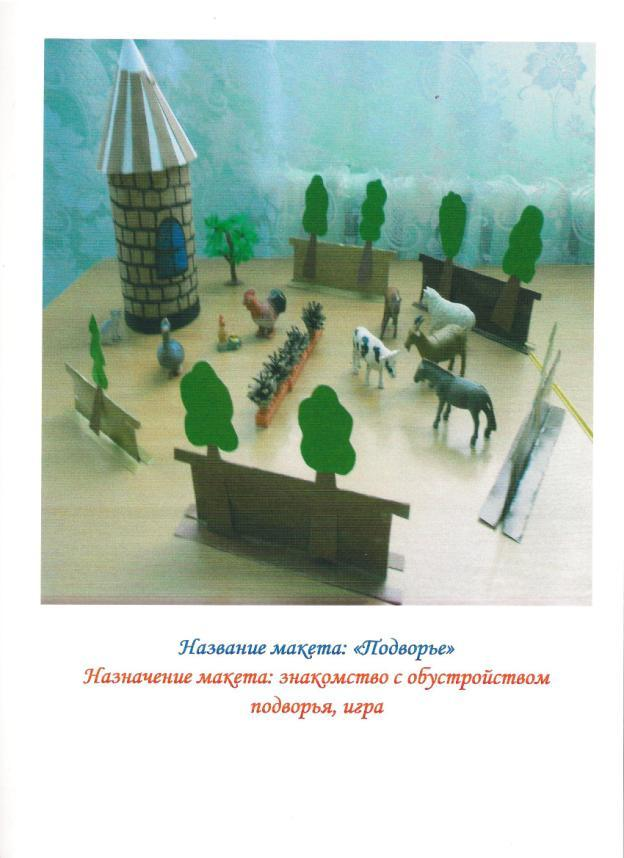 Название макета: «Подворье»
Назначение макета: знакомство с обустройством
подворья, игра